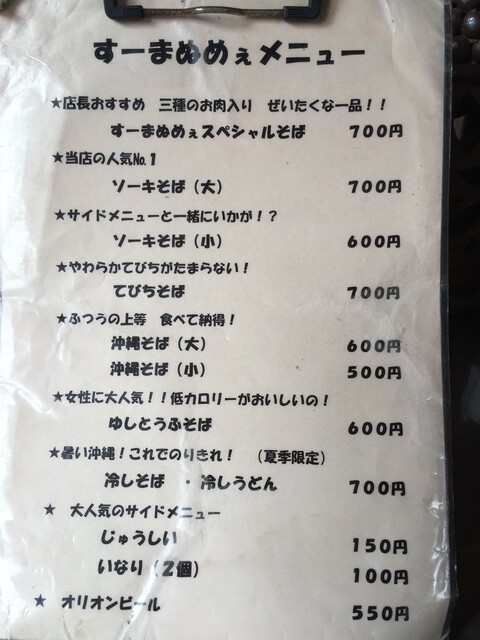 すーまぬめぇメニュー
★店長おすすめ　三種のお肉入り　ぜいたくな一品！！
すーまぬめぇスペシャルそば　700円
★当店の人気No.1
ソーキそば（大）　700円
★サイドメニューと一緒にいかが！？
ソーキそば（小）　600円
★やわらかてびちがたまらない！
てびちそば　700円
★ふつうの上等　食べて納得！
沖縄そば（大）　600円
沖縄そば（小）　500円
★女性に大人気！！低カロリーがおいしいの！
ゆしとうふそば　600円
★暑い沖縄！これでのりきれ！　（夏季限定）
冷しそば　・冷しうどん　700円
★　大人気のサイドメニュー
じゅうしい　150円
いなり（2個）　100円
★　オリオンビール　550円